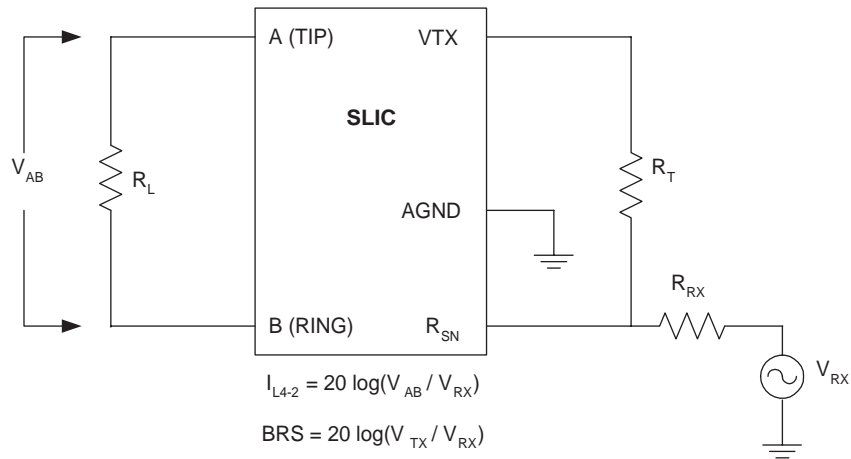 A (TIP)
VTX
SLIC
V_AB
R_L
R_T
AGND
R_RX
B (RING)
R_SN
V_RX
I_L4-2 = 20 log(V_AB / V_RX)
BRS = 20 log(V_TX / V_RX)